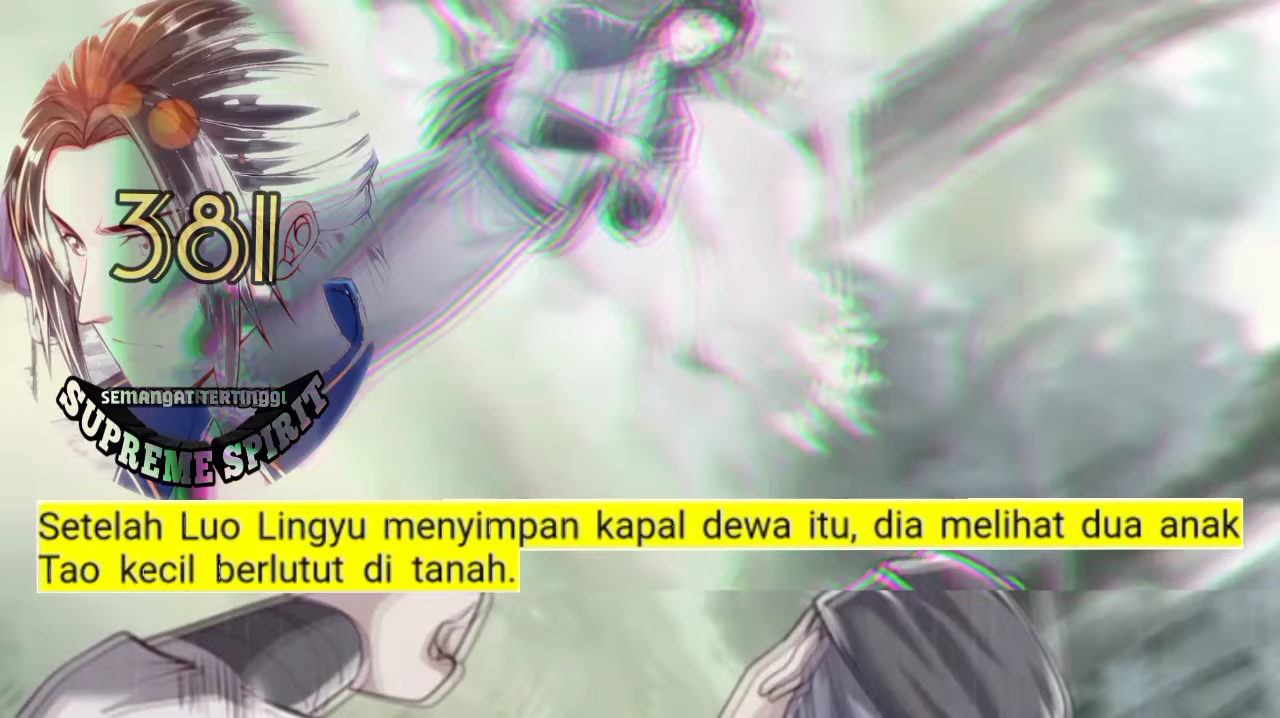 381
SEMANGAT TERTINGGI
SUPREME SPIRIT
Setelah Luo Lingyu menyimpan kapal dewa itu, dia melihat dua anak
Tao kecil berlutut di tanah.